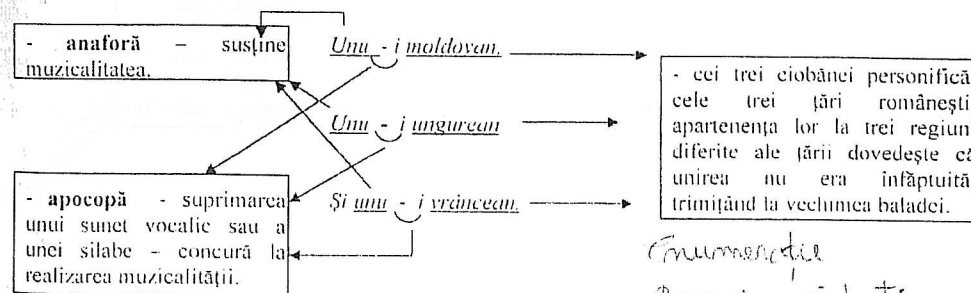 - anaforă – susține
muzicalitatea.
Unu - i moldovan,
Unu - i ungurean
Și unu - i vrâncean.
- apocopă - suprimarea
unui sunet vocalic sau a
unei silabe – concură la
realizarea muzicalității.
- cei trei ciobănei personifică
cele trei țări românești
apartenența lor la trei regiun
diferite ale țării dovedește că
unirea nu era înfăptuită
trimițând la vechimea baladei.
Enumerație